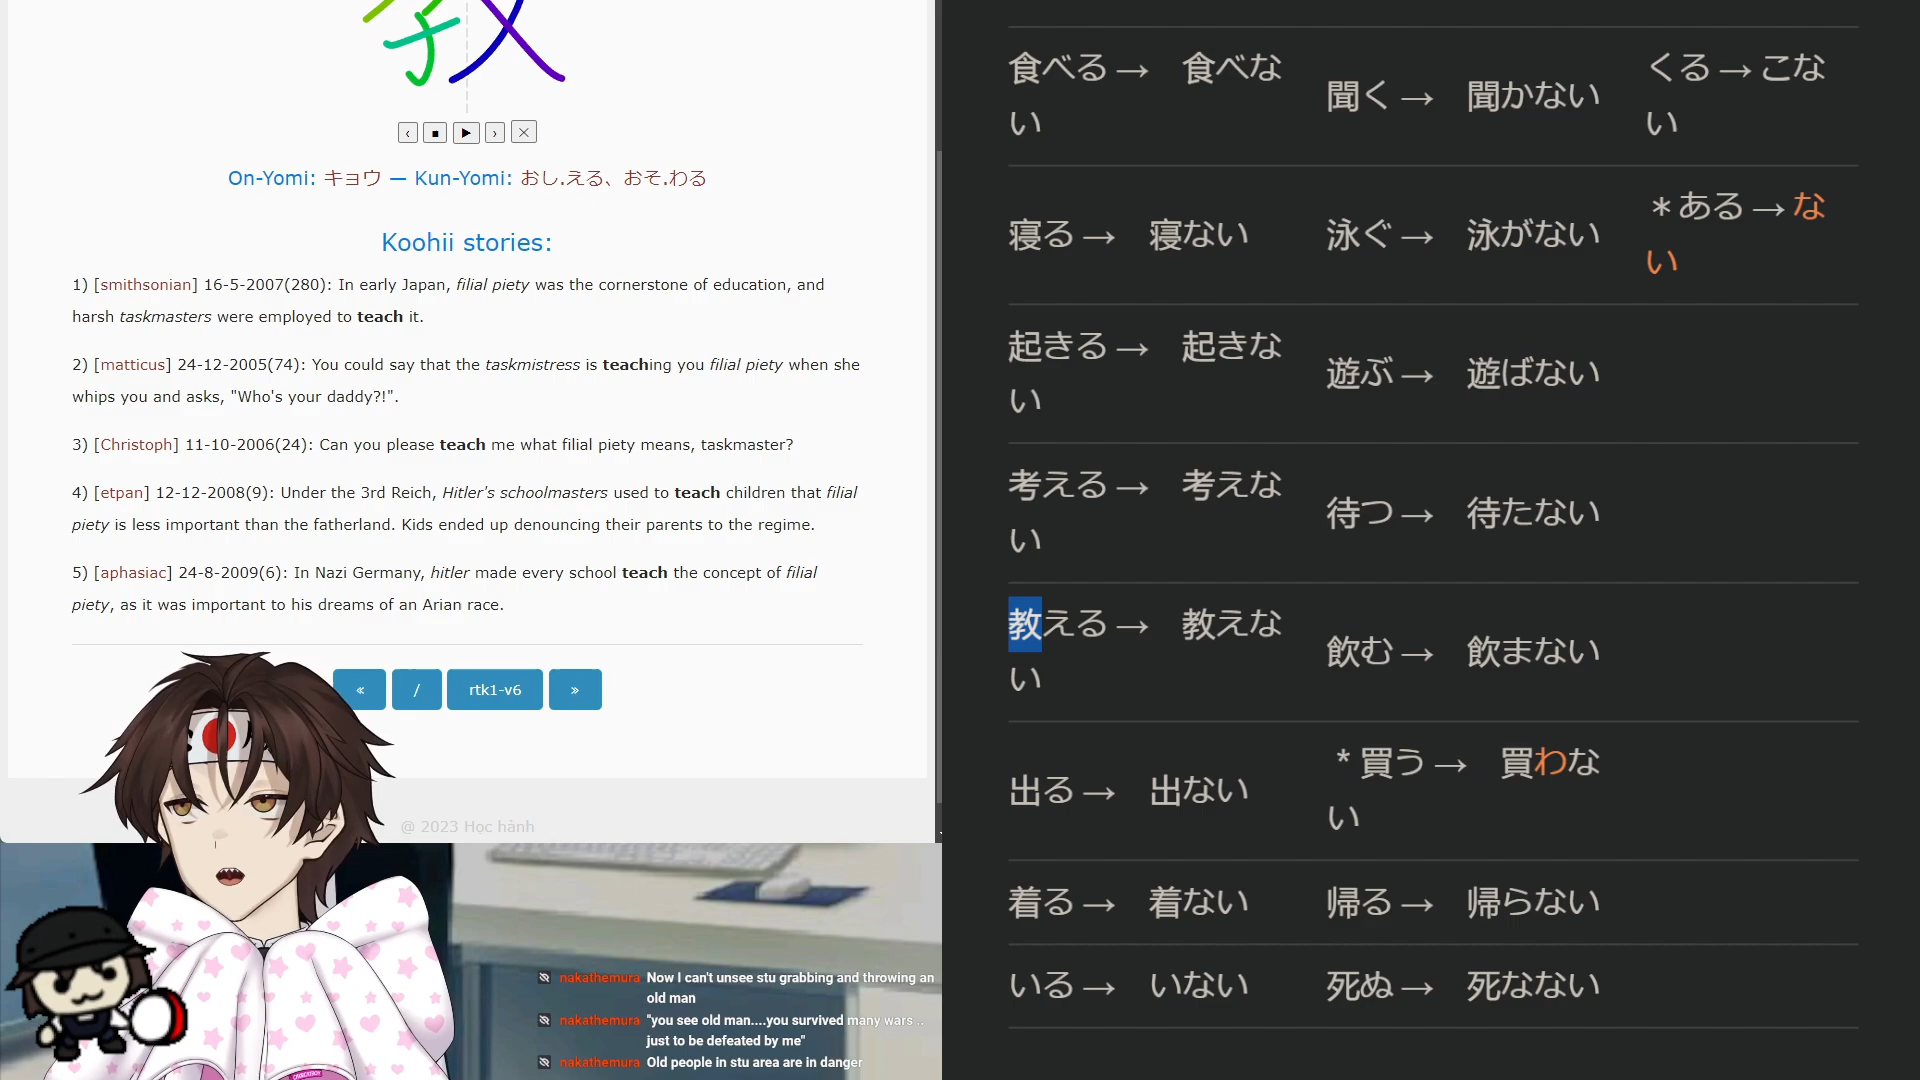 教
‹ ■ ▶ › ×
On-Yomi: キョウ — Kun-Yomi: おし.える、おそ.わる
Koohii stories:
1) [smithsonian] 16-5-2007(280): In early Japan, filial piety was the cornerstone of education, and
harsh taskmasters were employed to teach it.
2) [matticus] 24-12-2005(74): You could say that the taskmistress is teaching you filial piety when she
whips you and asks, "Who's your daddy?!".
3) [Christoph] 11-10-2006(24): Can you please teach me what filial piety means, taskmaster?
4) [etpan] 12-12-2008(9): Under the 3rd Reich, Hitler's schoolmasters used to teach children that filial
piety is less important than the fatherland. Kids ended up denouncing their parents to the regime.
5) [aphasiac] 24-8-2009(6): In Nazi Germany, hitler made every school teach the concept of filial
piety, as it was important to his dreams of an Arian race.
« / rtk1-v6 »
@ 2023 Học hành
nakathemura Now I can't unsee stu grabbing and throwing an
old man
nakathemura "you see old man....you survived many wars ..
just to be defeated by me"
nakathemura Old people in stu area are in danger
食べる → 食べな
い
聞く → 聞かない
くる → こな
い
寝る → 寝ない
泳ぐ → 泳がない
＊ある → な
い
起きる → 起きな
い
遊ぶ → 遊ばない
考える → 考えな
い
待つ → 待たない
教える → 教えな
い
飲む → 飲まない
出る → 出ない
＊買う → 買わな
い
着る → 着ない
帰る → 帰らない
いる → いない
死ぬ → 死なない